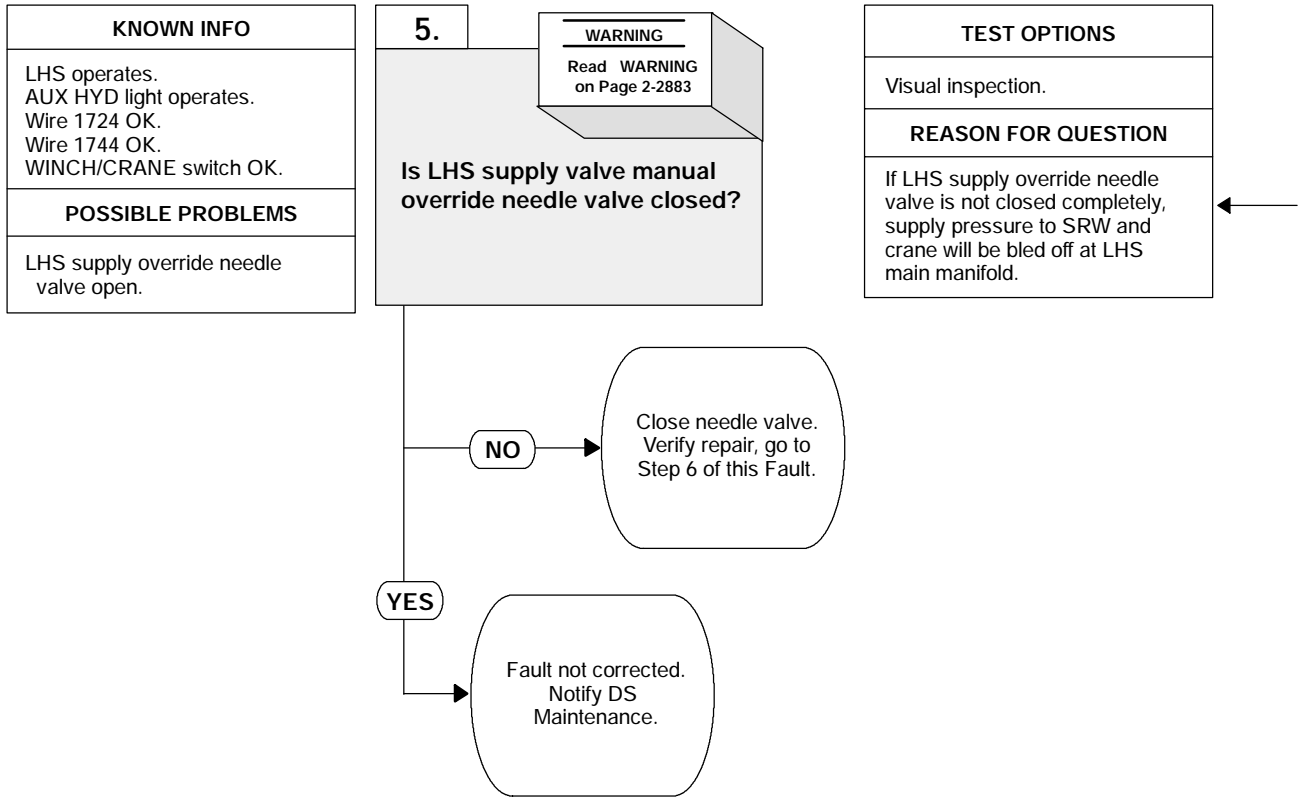 KNOWN INFO
LHS operates.
AUX HYD light operates.
Wire 1724 OK.
Wire 1744 OK.
WINCH/CRANE switch OK.
POSSIBLE PROBLEMS
LHS supply override needle
valve open.
5.
WARNING
Read WARNING
on Page 2-2883
Is LHS supply valve manual
override needle valve closed?
TEST OPTIONS
Visual inspection.
REASON FOR QUESTION
If LHS supply override needle
valve is not closed completely,
supply pressure to SRW and
crane will be bled off at LHS
main manifold.
NO
Close needle valve.
Verify repair, go to
Step 6 of this Fault.
YES
Fault not corrected.
Notify DS
Maintenance.